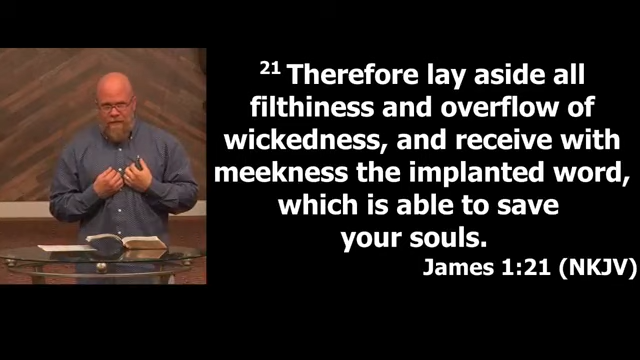 21 Therefore lay aside all
filthiness and overflow of
wickedness, and receive with
meekness the implanted word,
which is able to save
your souls.
James 1:21 (NKJV)